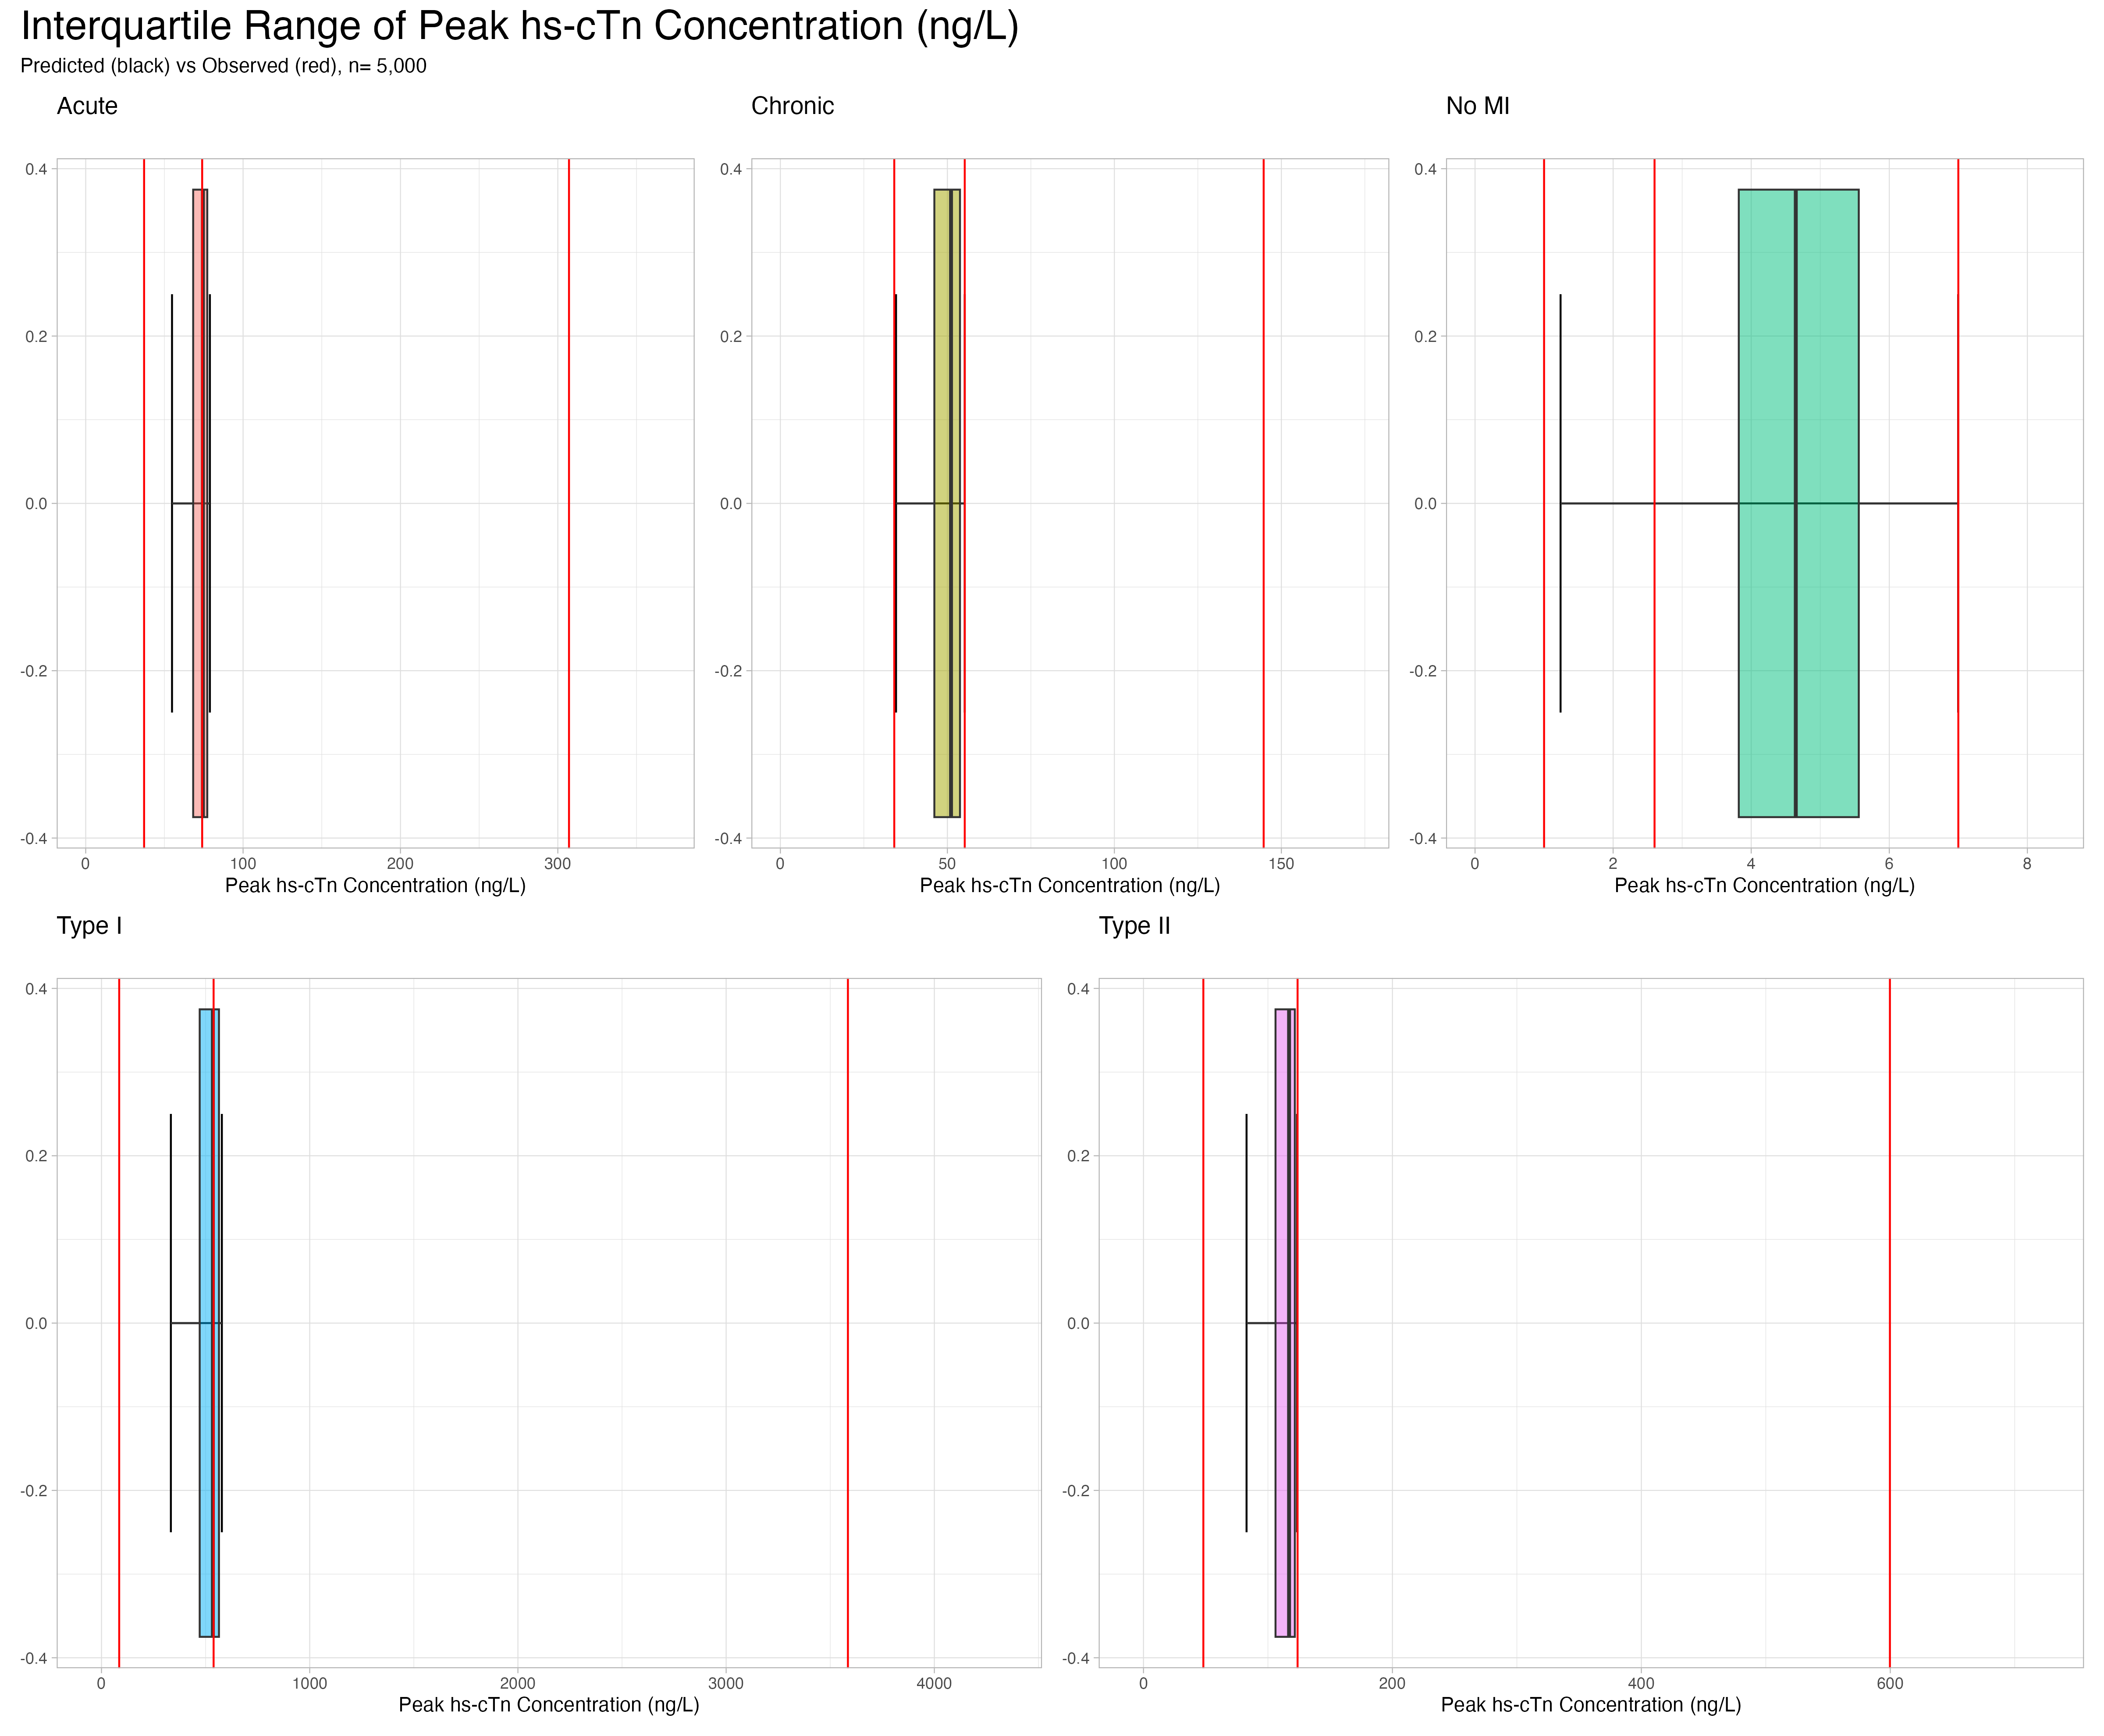 Interquartile Range of Peak hs-cTn Concentration (ng/L)
Predicted (black) vs Observed (red), n= 5,000
Acute
0.4
0.2
0.0
-0.2
-0.4
0 100 200 300
Peak hs-cTn Concentration (ng/L)
Chronic
0.4
0.2
0.0
-0.2
-0.4
0 50 100 150
Peak hs-cTn Concentration (ng/L)
No MI
0.4
0.2
0.0
-0.2
-0.4
0 2 4 6 8
Peak hs-cTn Concentration (ng/L)
Type I
0.4
0.2
0.0
-0.2
-0.4
0 1000 2000 3000 4000
Peak hs-cTn Concentration (ng/L)
Type II
0.4
0.2
0.0
-0.2
-0.4
0 200 400 600
Peak hs-cTn Concentration (ng/L)